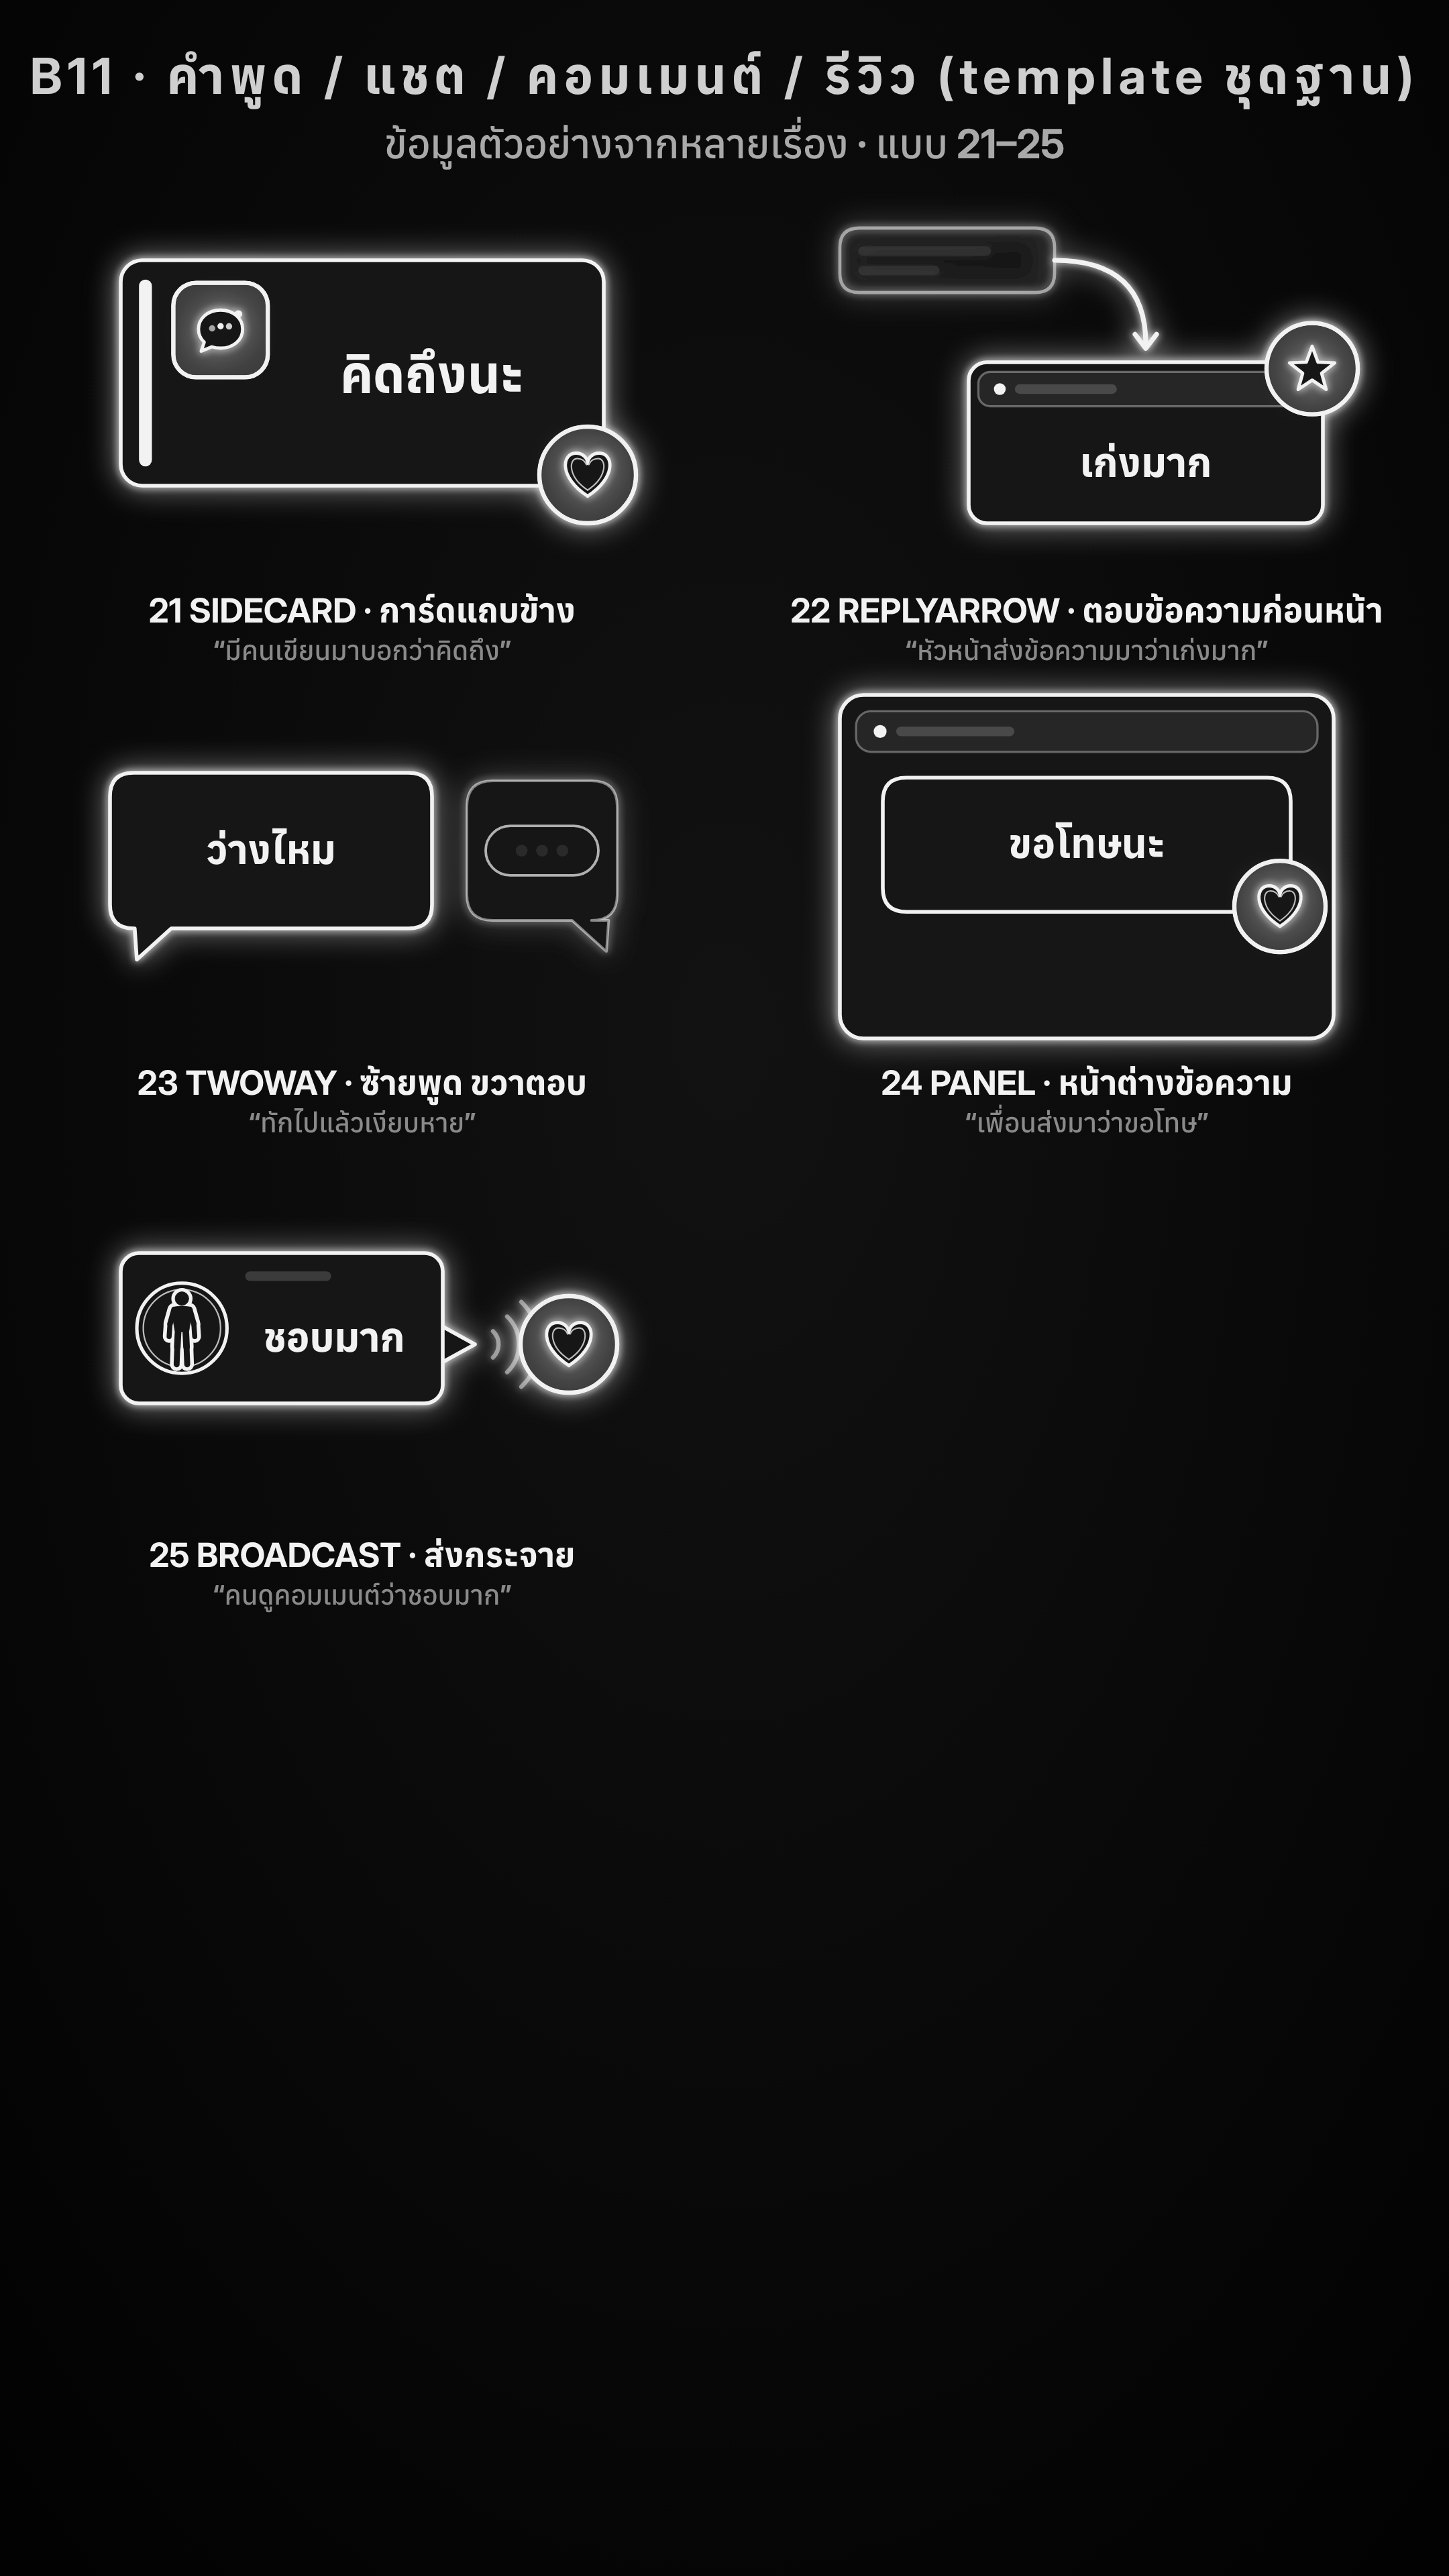 B11 · คำพูด / แชต / คอมเมนต์ / รีวิว (template ชุดฐาน)
ข้อมูลตัวอย่างจากหลายเรื่อง · แบบ 21–25
คิดถึงนะ
21 SIDECARD · การ์ดแถบข้าง
“มีคนเขียนมาบอกว่าคิดถึง”
เก่งมาก
22 REPLYARROW · ตอบข้อความก่อนหน้า
“หัวหน้าส่งข้อความมาว่าเก่งมาก”
ว่างไหม
23 TWOWAY · ซ้ายพูด ขวาตอบ
“ทักไปแล้วเงียบหาย”
ขอโทษนะ
24 PANEL · หน้าต่างข้อความ
“เพื่อนส่งมาว่าขอโทษ”
ชอบมาก
25 BROADCAST · ส่งกระจาย
“คนดูคอมเมนต์ว่าชอบมาก”